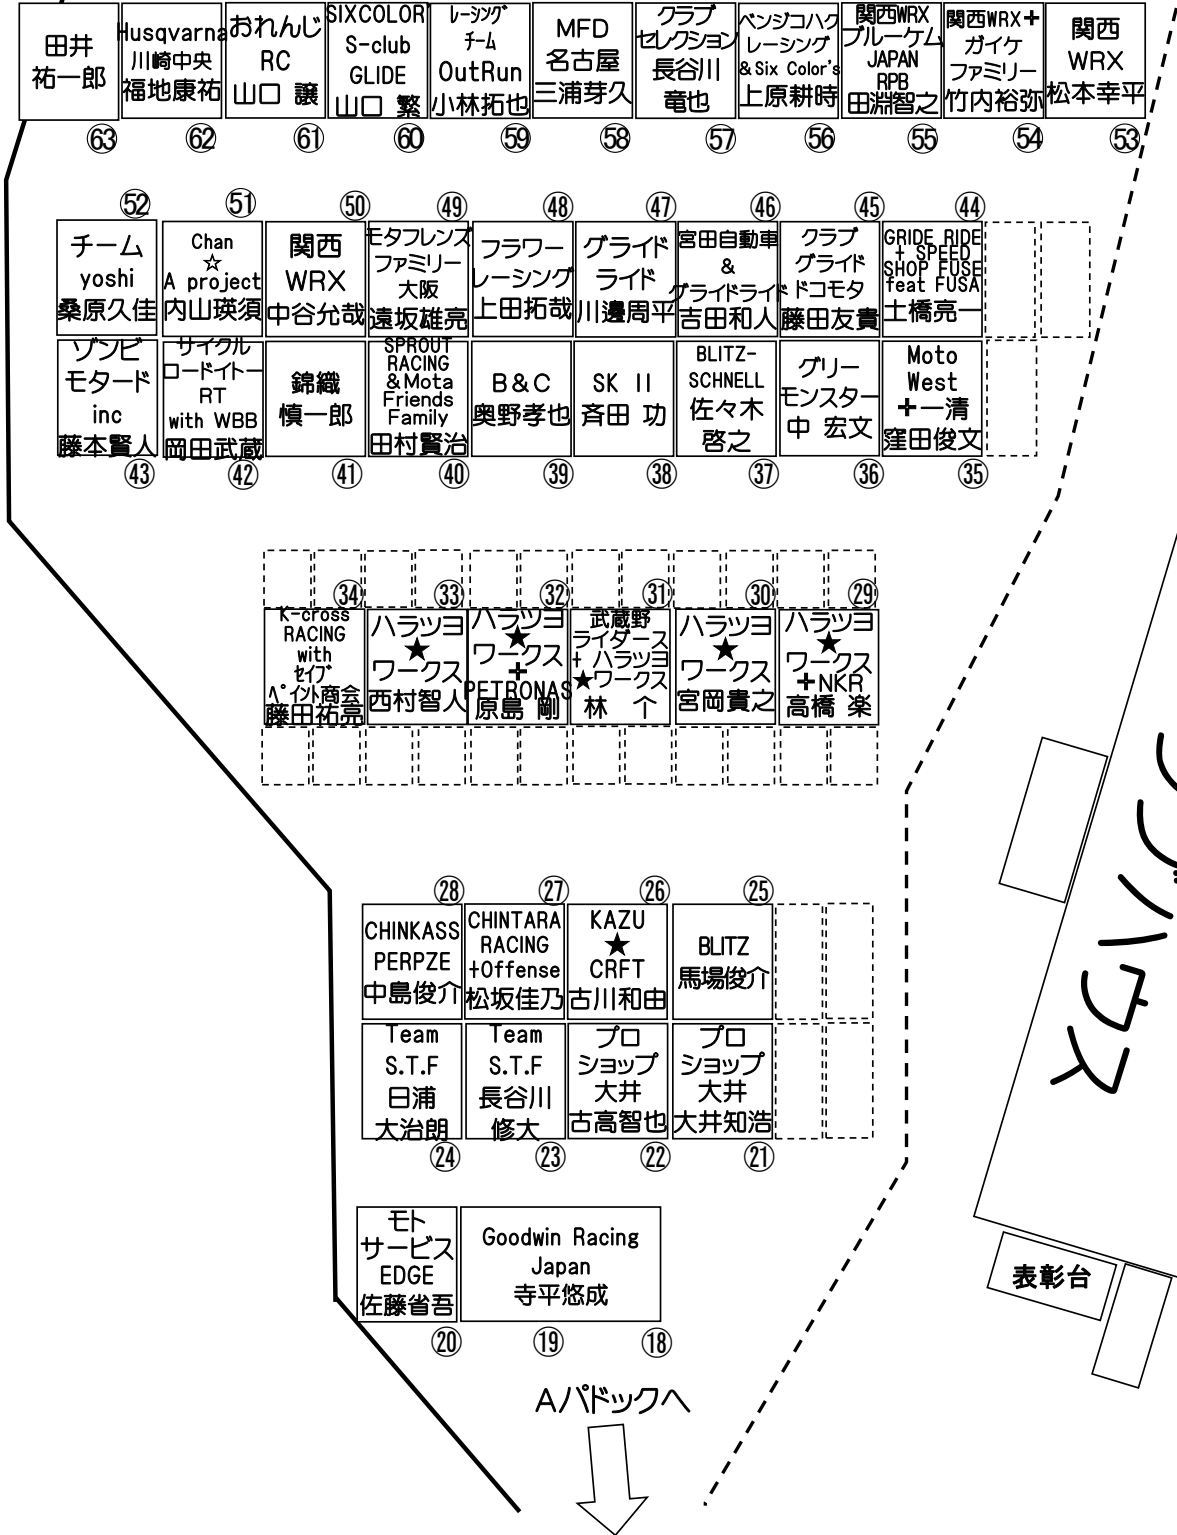 田井
祐一郎
Husqvarna
川崎中央
福地康祐
おれんじ
RC
山口 譲
SIXCOLOR
S-club
GLIDE
山口 繁
レーシング
チーム
OutRun
小林拓也
MFD
名古屋
三浦芽久
クラブ
セレクション
長谷川
竜也
ベンジコハク
レーシング
&Six Color's
上原耕時
関西WRX
ブルーケム
JAPAN
RPB
田淵智之
関西WRX+
ガイケ
ファミリー
竹内裕弥
関西
WRX
松本幸平
63 62 61 60 59 58 57 56 55 54 53
52 51 50 49 48 47 46 45 44
チーム
yoshi
桑原久佳
Chan
☆
A project
内山瑛須
関西
WRX
中谷允哉
モタフレンズ
ファミリー
大阪
遠坂雄亮
フラワー
レーシング
上田拓哉
グライド
ライド
川邊周平
宮田自動車
&
グライドライド
吉田和人
クラブ
グライド
ドコモタ
藤田友貴
GRIDE RIDE
+ SPEED
SHOP FUSE
feat FUSA
土橋亮一
ゾンビ
モタード
inc
藤本賢人
サイクル
ロードイトー
RT
with WBB
岡田武蔵
錦織
慎一郎
SPROUT
RACING
&Mota
Friends
Family
田村賢治
B&C
奥野孝也
SK II
斉田 功
BLITZ-
SCHNELL
佐々木
啓之
グリー
モンスター
中 宏文
Moto
West
+一清
窪田俊文
43 42 41 40 39 38 37 36 35
34 33 32 31 30 29
K-cross
RACING
with
セイブ
ペイント商会
藤田祐亮
ハラツヨ
★
ワークス
西村智人
ハラツヨ
★
ワークス
+
PETRONAS
原島 剛
武蔵野
ライダース
+ ハラツヨ
★ワークス
林 介
ハラツヨ
★
ワークス
宮岡貴之
ハラツヨ
★
ワークス
+NKR
高橋 楽
28 27 26 25
CHINKASS
PERPZE
中島俊介
CHINTARA
RACING
+Offense
松坂佳乃
KAZU
★
CRFT
古川和由
BLITZ
馬場俊介
Team
S.T.F
日浦
大治朗
Team
S.T.F
長谷川
修大
プロ
ショップ
大井
古高智也
プロ
ショップ
大井
大井知浩
24 23 22 21
モト
サービス
EDGE
佐藤省吾
Goodwin Racing
Japan
寺平悠成
20 19 18
Aパドックへ
ハウス
表彰台